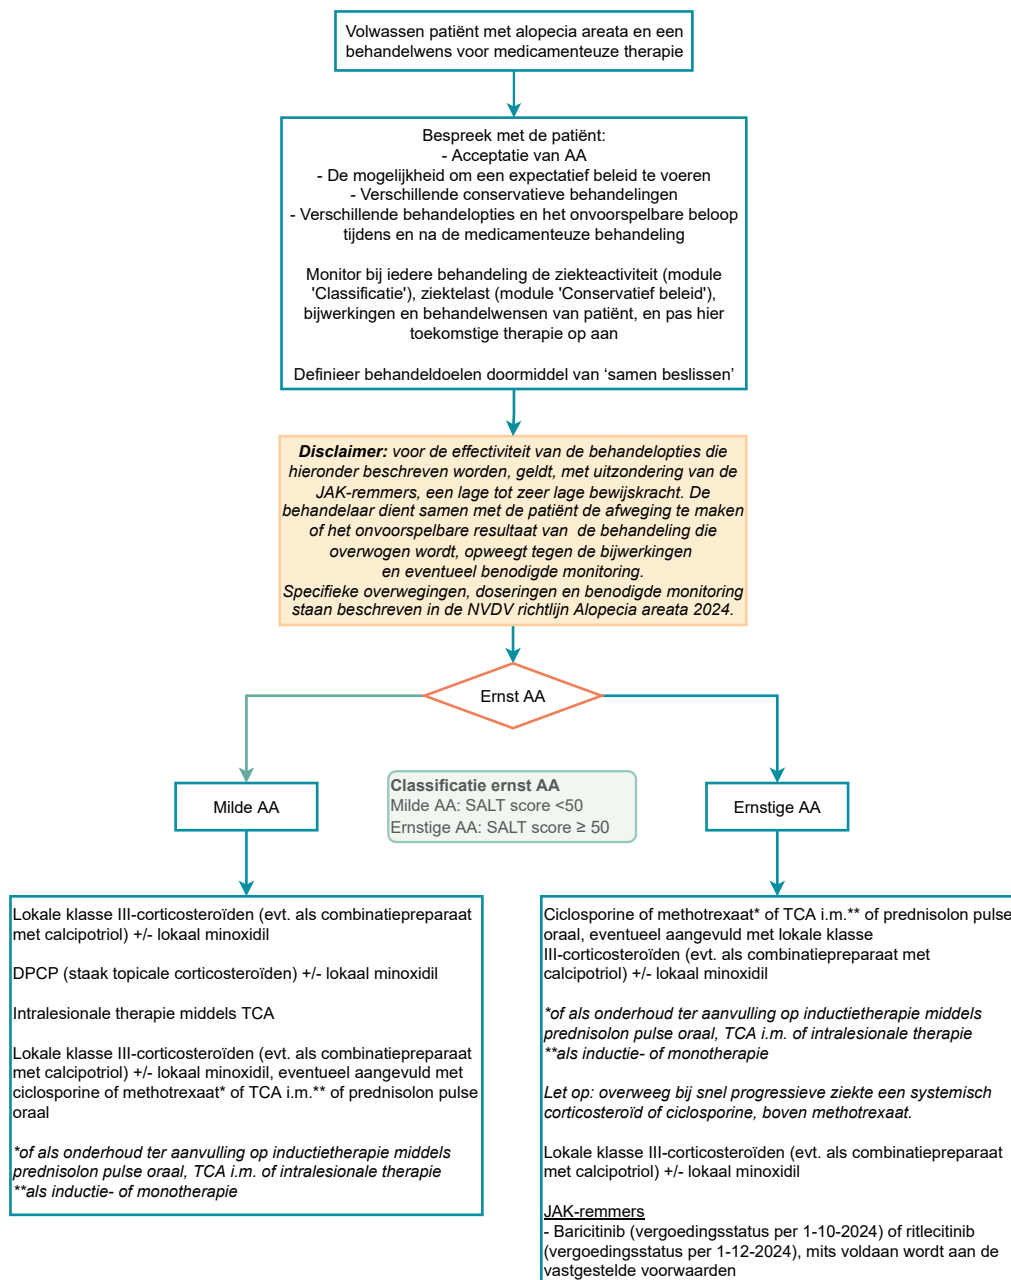 Volwassen patiënt met alopecia areata en een
behandelwens voor medicamenteuze therapie
Bespreek met de patiënt:
- Acceptatie van AA
- De mogelijkheid om een expectatief beleid te voeren
- Verschillende conservatieve behandelingen
- Verschillende behandelopties en het onvoorspelbare beloop
tijdens en na de medicamenteuze behandeling
Monitor bij iedere behandeling de ziekteactiviteit (module
'Classificatie'), ziektelast (module 'Conservatief beleid'),
bijwerkingen en behandelwensen van patiënt, en pas hier
toekomstige therapie op aan
Definieer behandeldoelen doormiddel van ‘samen beslissen’
Disclaimer: voor de effectiviteit van de behandelopties die
hieronder beschreven worden, geldt, met uitzondering van de
JAK-remmers, een lage tot zeer lage bewijskracht. De
behandelaar dient samen met de patiënt de afweging te maken
of het onvoorspelbare resultaat van de behandeling die
overwogen wordt, opweegt tegen de bijwerkingen
en eventueel benodigde monitoring.
Specifieke overwegingen, doseringen en benodigde monitoring
staan beschreven in de NVDV richtlijn Alopecia areata 2024.
Ernst AA
Milde AA
Classificatie ernst AA
Milde AA: SALT score <50
Ernstige AA: SALT score ≥ 50
Ernstige AA
Lokale klasse III-corticosteroïden (evt. als combinatiepreparaat
met calcipotriol) +/- lokaal minoxidil
DPCP (staak topicale corticosteroïden) +/- lokaal minoxidil
Intralesionale therapie middels TCA
Lokale klasse III-corticosteroïden (evt. als combinatiepreparaat
met calcipotriol) +/- lokaal minoxidil, eventueel aangevuld met
ciclosporine of methotrexaat* of TCA i.m.** of prednisolon pulse
oraal
*of als onderhoud ter aanvulling op inductietherapie middels
prednisolon pulse oraal, TCA i.m. of intralesionale therapie
**als inductie- of monotherapie
Ciclosporine of methotrexaat* of TCA i.m.** of prednisolon pulse
oraal, eventueel aangevuld met lokale klasse
III-corticosteroïden (evt. als combinatiepreparaat met
calcipotriol) +/- lokaal minoxidil
*of als onderhoud ter aanvulling op inductietherapie middels
prednisolon pulse oraal, TCA i.m. of intralesionale therapie
**als inductie- of monotherapie
Let op: overweeg bij snel progressieve ziekte een systemisch
corticosteroïd of ciclosporine, boven methotrexaat.
Lokale klasse III-corticosteroïden (evt. als combinatiepreparaat
met calcipotriol) +/- lokaal minoxidil
JAK-remmers
- Baricitinib (vergoedingsstatus per 1-10-2024) of ritlecitinib
(vergoedingsstatus per 1-12-2024), mits voldaan wordt aan de
vastgestelde voorwaarden